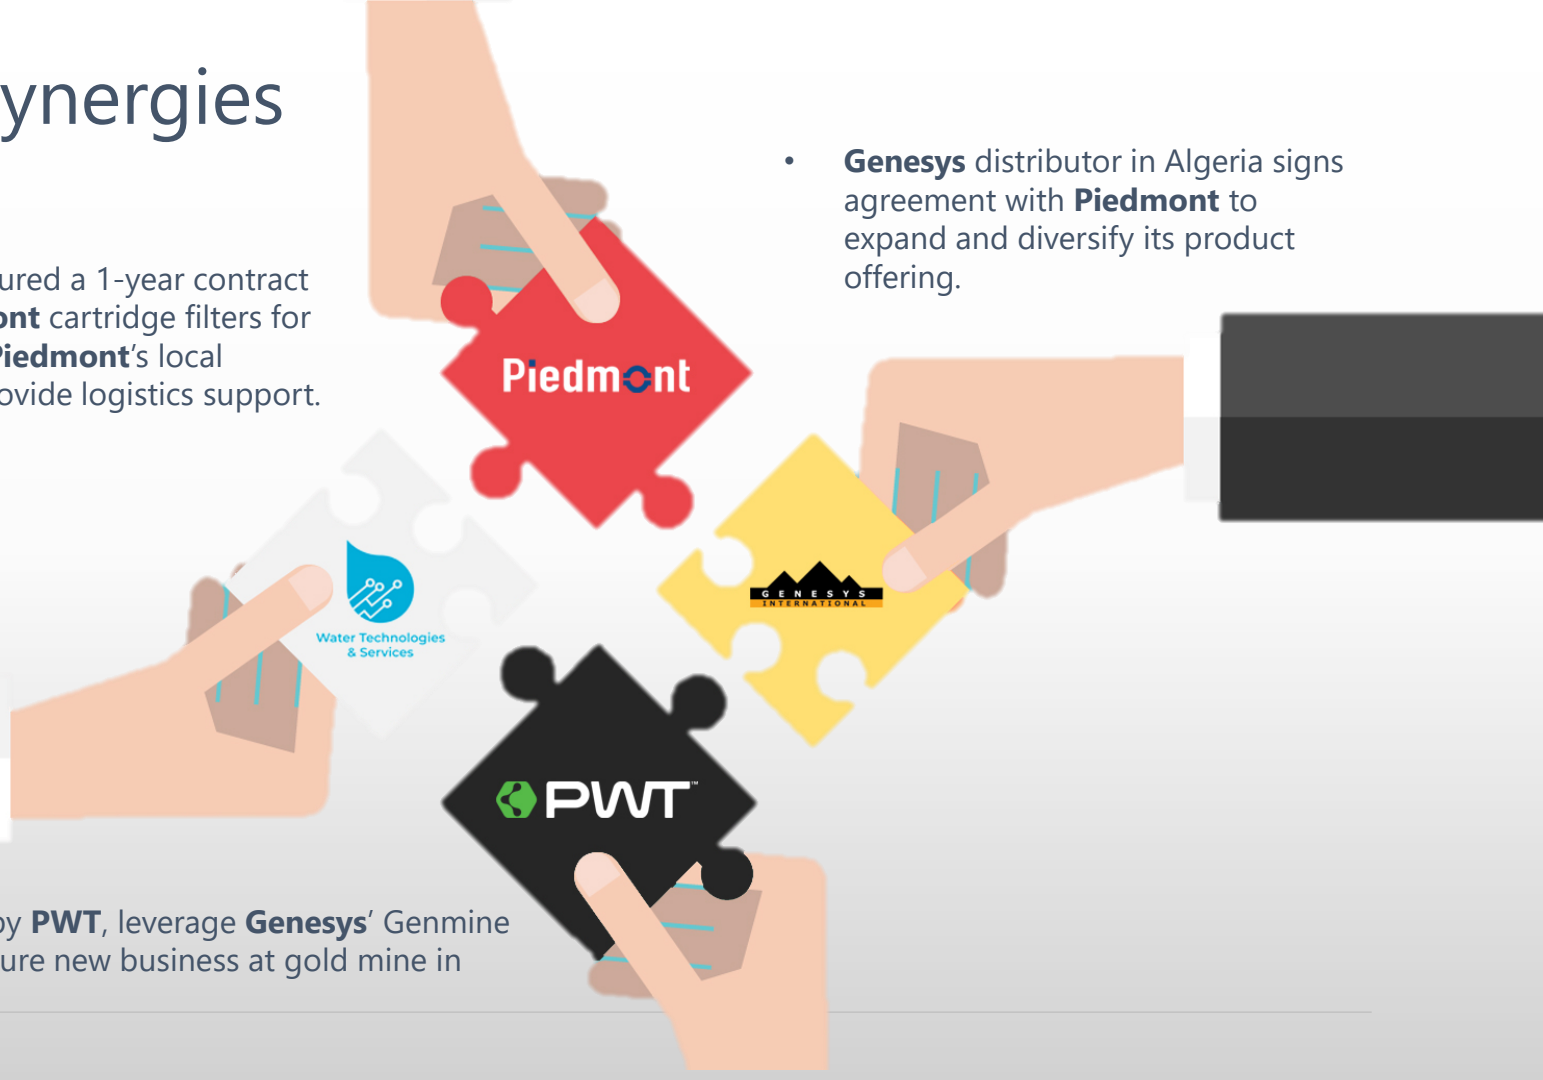 ynergies
• Genesys distributor in Algeria signs
agreement with Piedmont to
expand and diversify its product
offering.
ured a 1-year contract
ont cartridge filters for
Piedmont's local
ovide logistics support.
Piedmont
Water Technologies
& Services
GENESYS
INTERNATIONAL
PWT™
by PWT, leverage Genesys' Genmine
ure new business at gold mine in